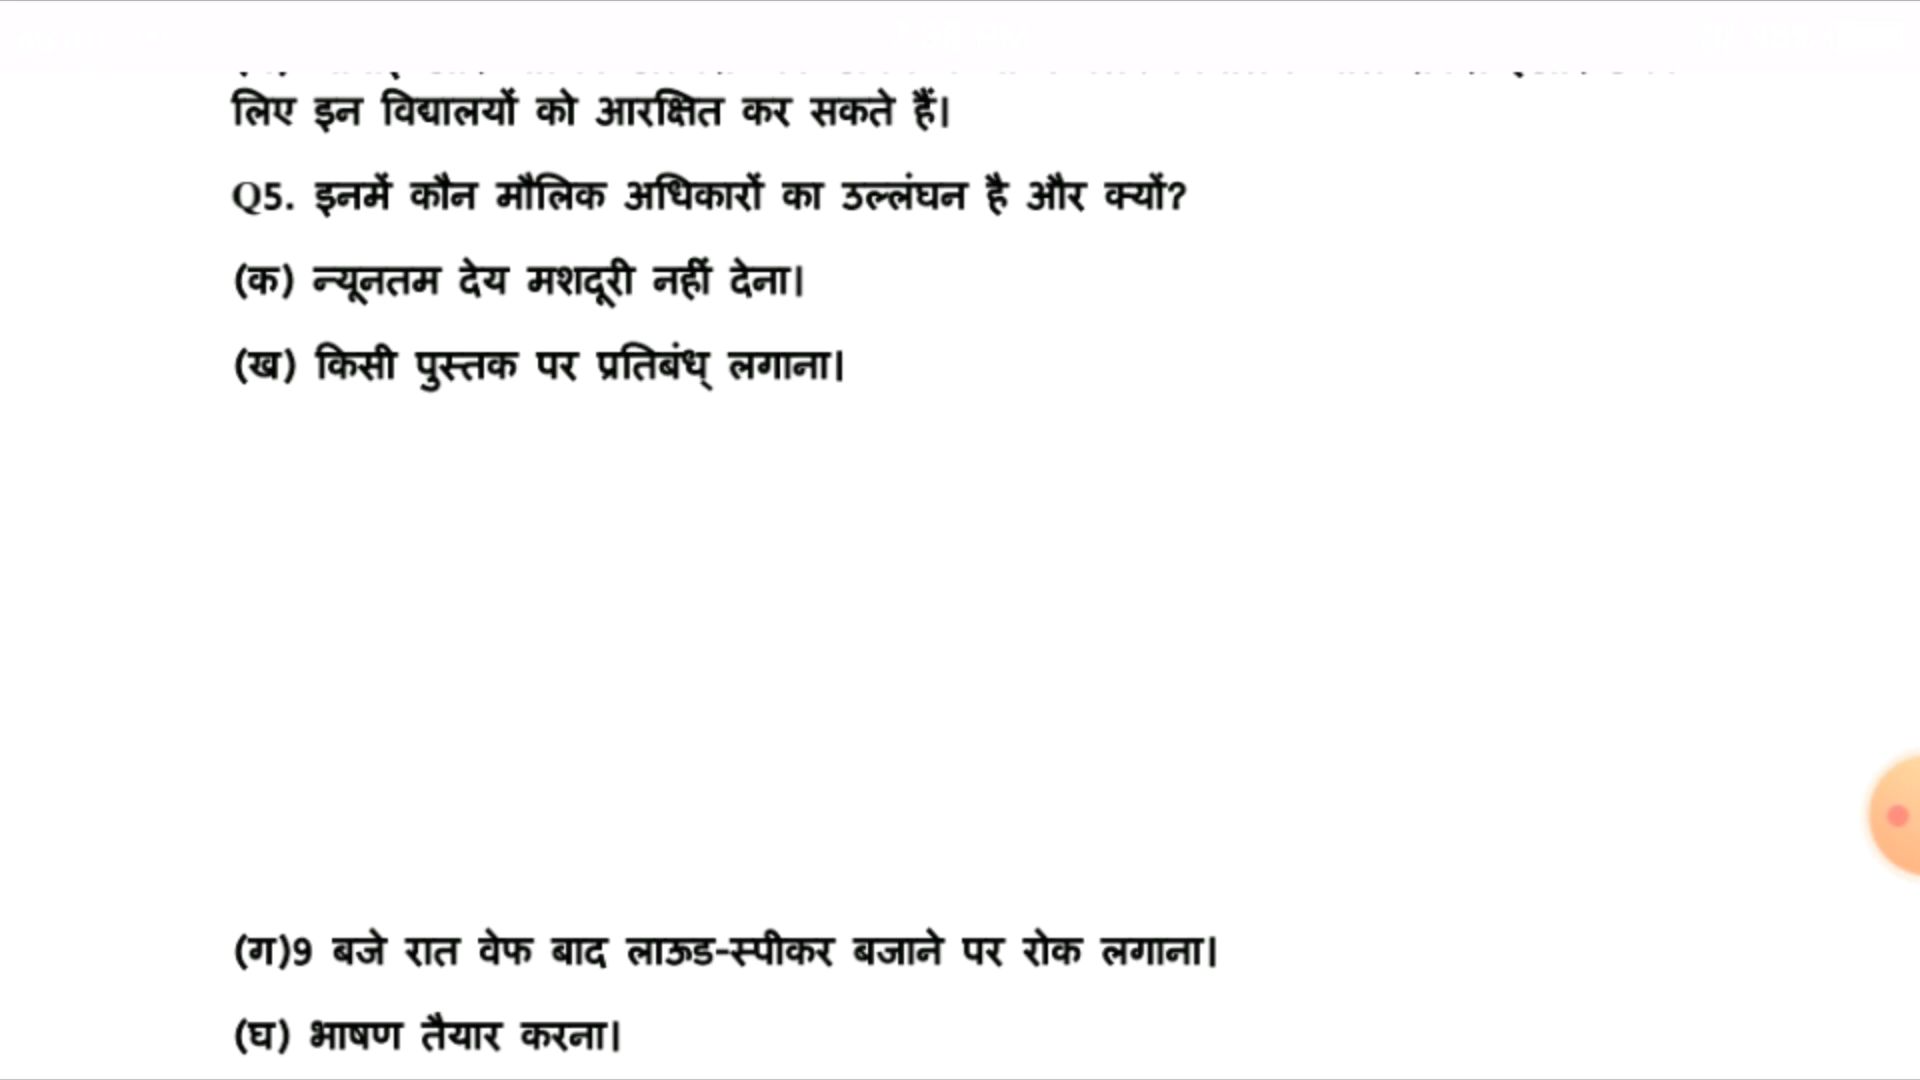 लिए इन विद्यालयों को आरक्षित कर सकते हैं।
Q5. इनमें कौन मौलिक अधिकारों का उल्लंघन है और क्यों?
(क) न्यूनतम देय मशदूरी नहीं देना।
(ख) किसी पुस्तक पर प्रतिबंध् लगाना।
(ग)9 बजे रात वेफ बाद लाऊड-स्पीकर बजाने पर रोक लगाना।
(घ) भाषण तैयार करना।